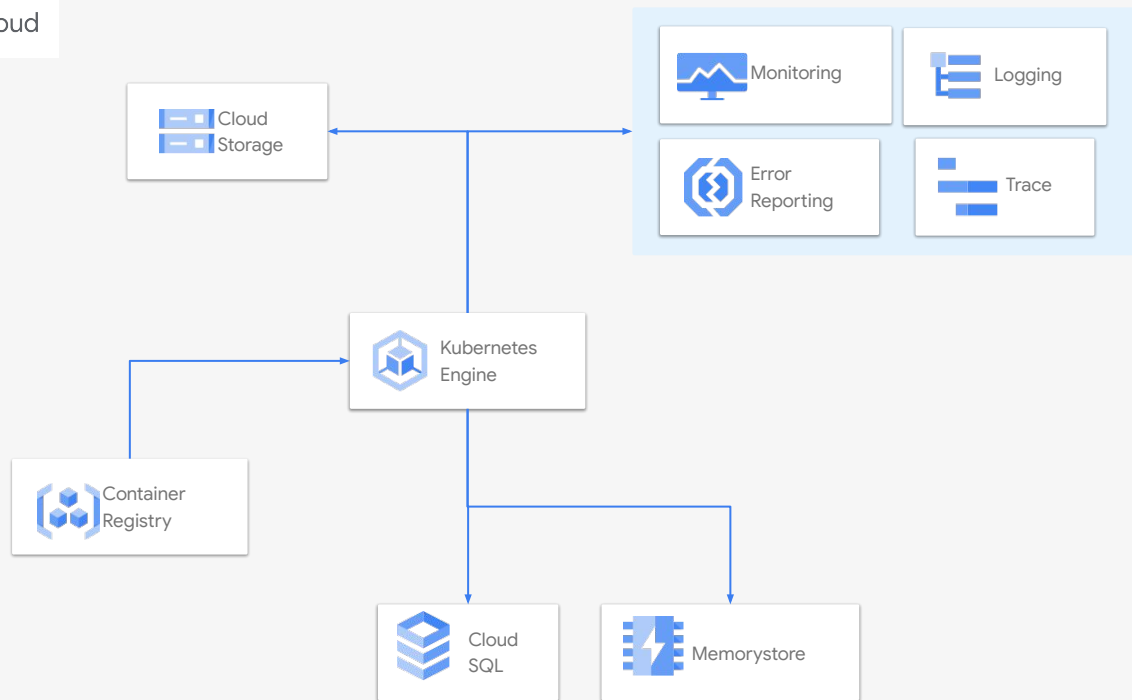 oud
Cloud
Storage
Monitoring
Logging
Error
Reporting
Trace
Kubernetes
Engine
Container
Registry
Cloud
SQL
Memorystore